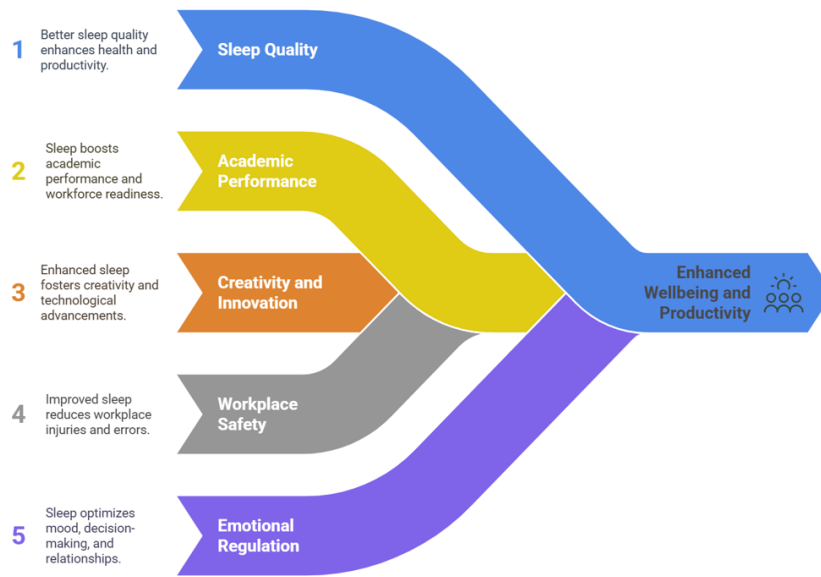 1
Better sleep quality
enhances health and
productivity.
Sleep Quality
2
Sleep boosts
academic
performance and
workforce readiness.
Academic
Performance
3
Enhanced sleep
fosters creativity and
technological
advancements.
Creativity and
Innovation
Enhanced
Wellbeing and
Productivity
4
Improved sleep
reduces workplace
injuries and errors.
Workplace
Safety
5
Sleep optimizes
mood, decision-
making, and
relationships.
Emotional
Regulation